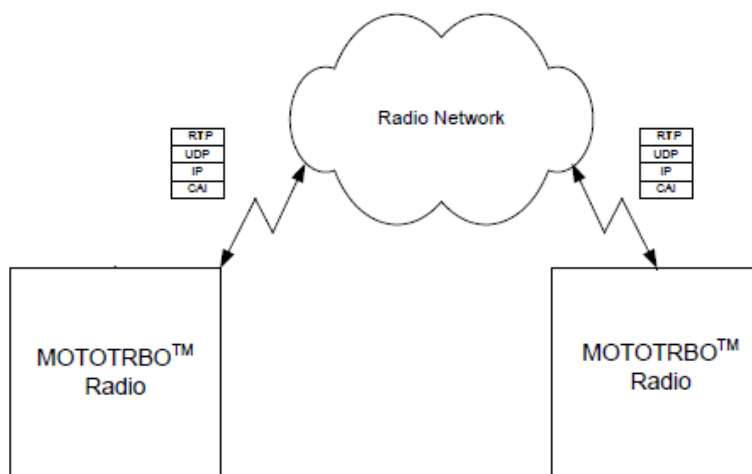 Radio Network
RTP
UDP
IP
CAI
RTP
UDP
IP
CAI
MOTOTRBO™
Radio
MOTOTRBO™
Radio